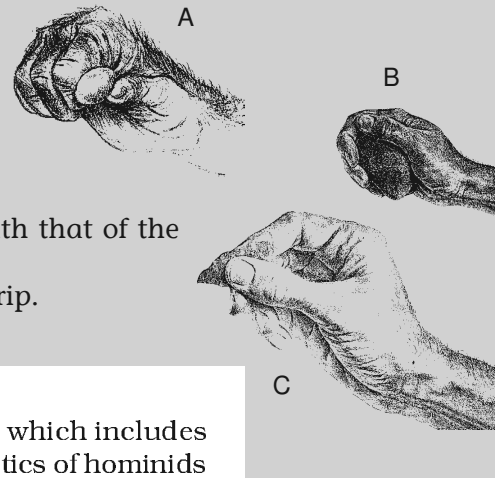 A
B
th that of the
rip.
C
which includes
tics of hominids